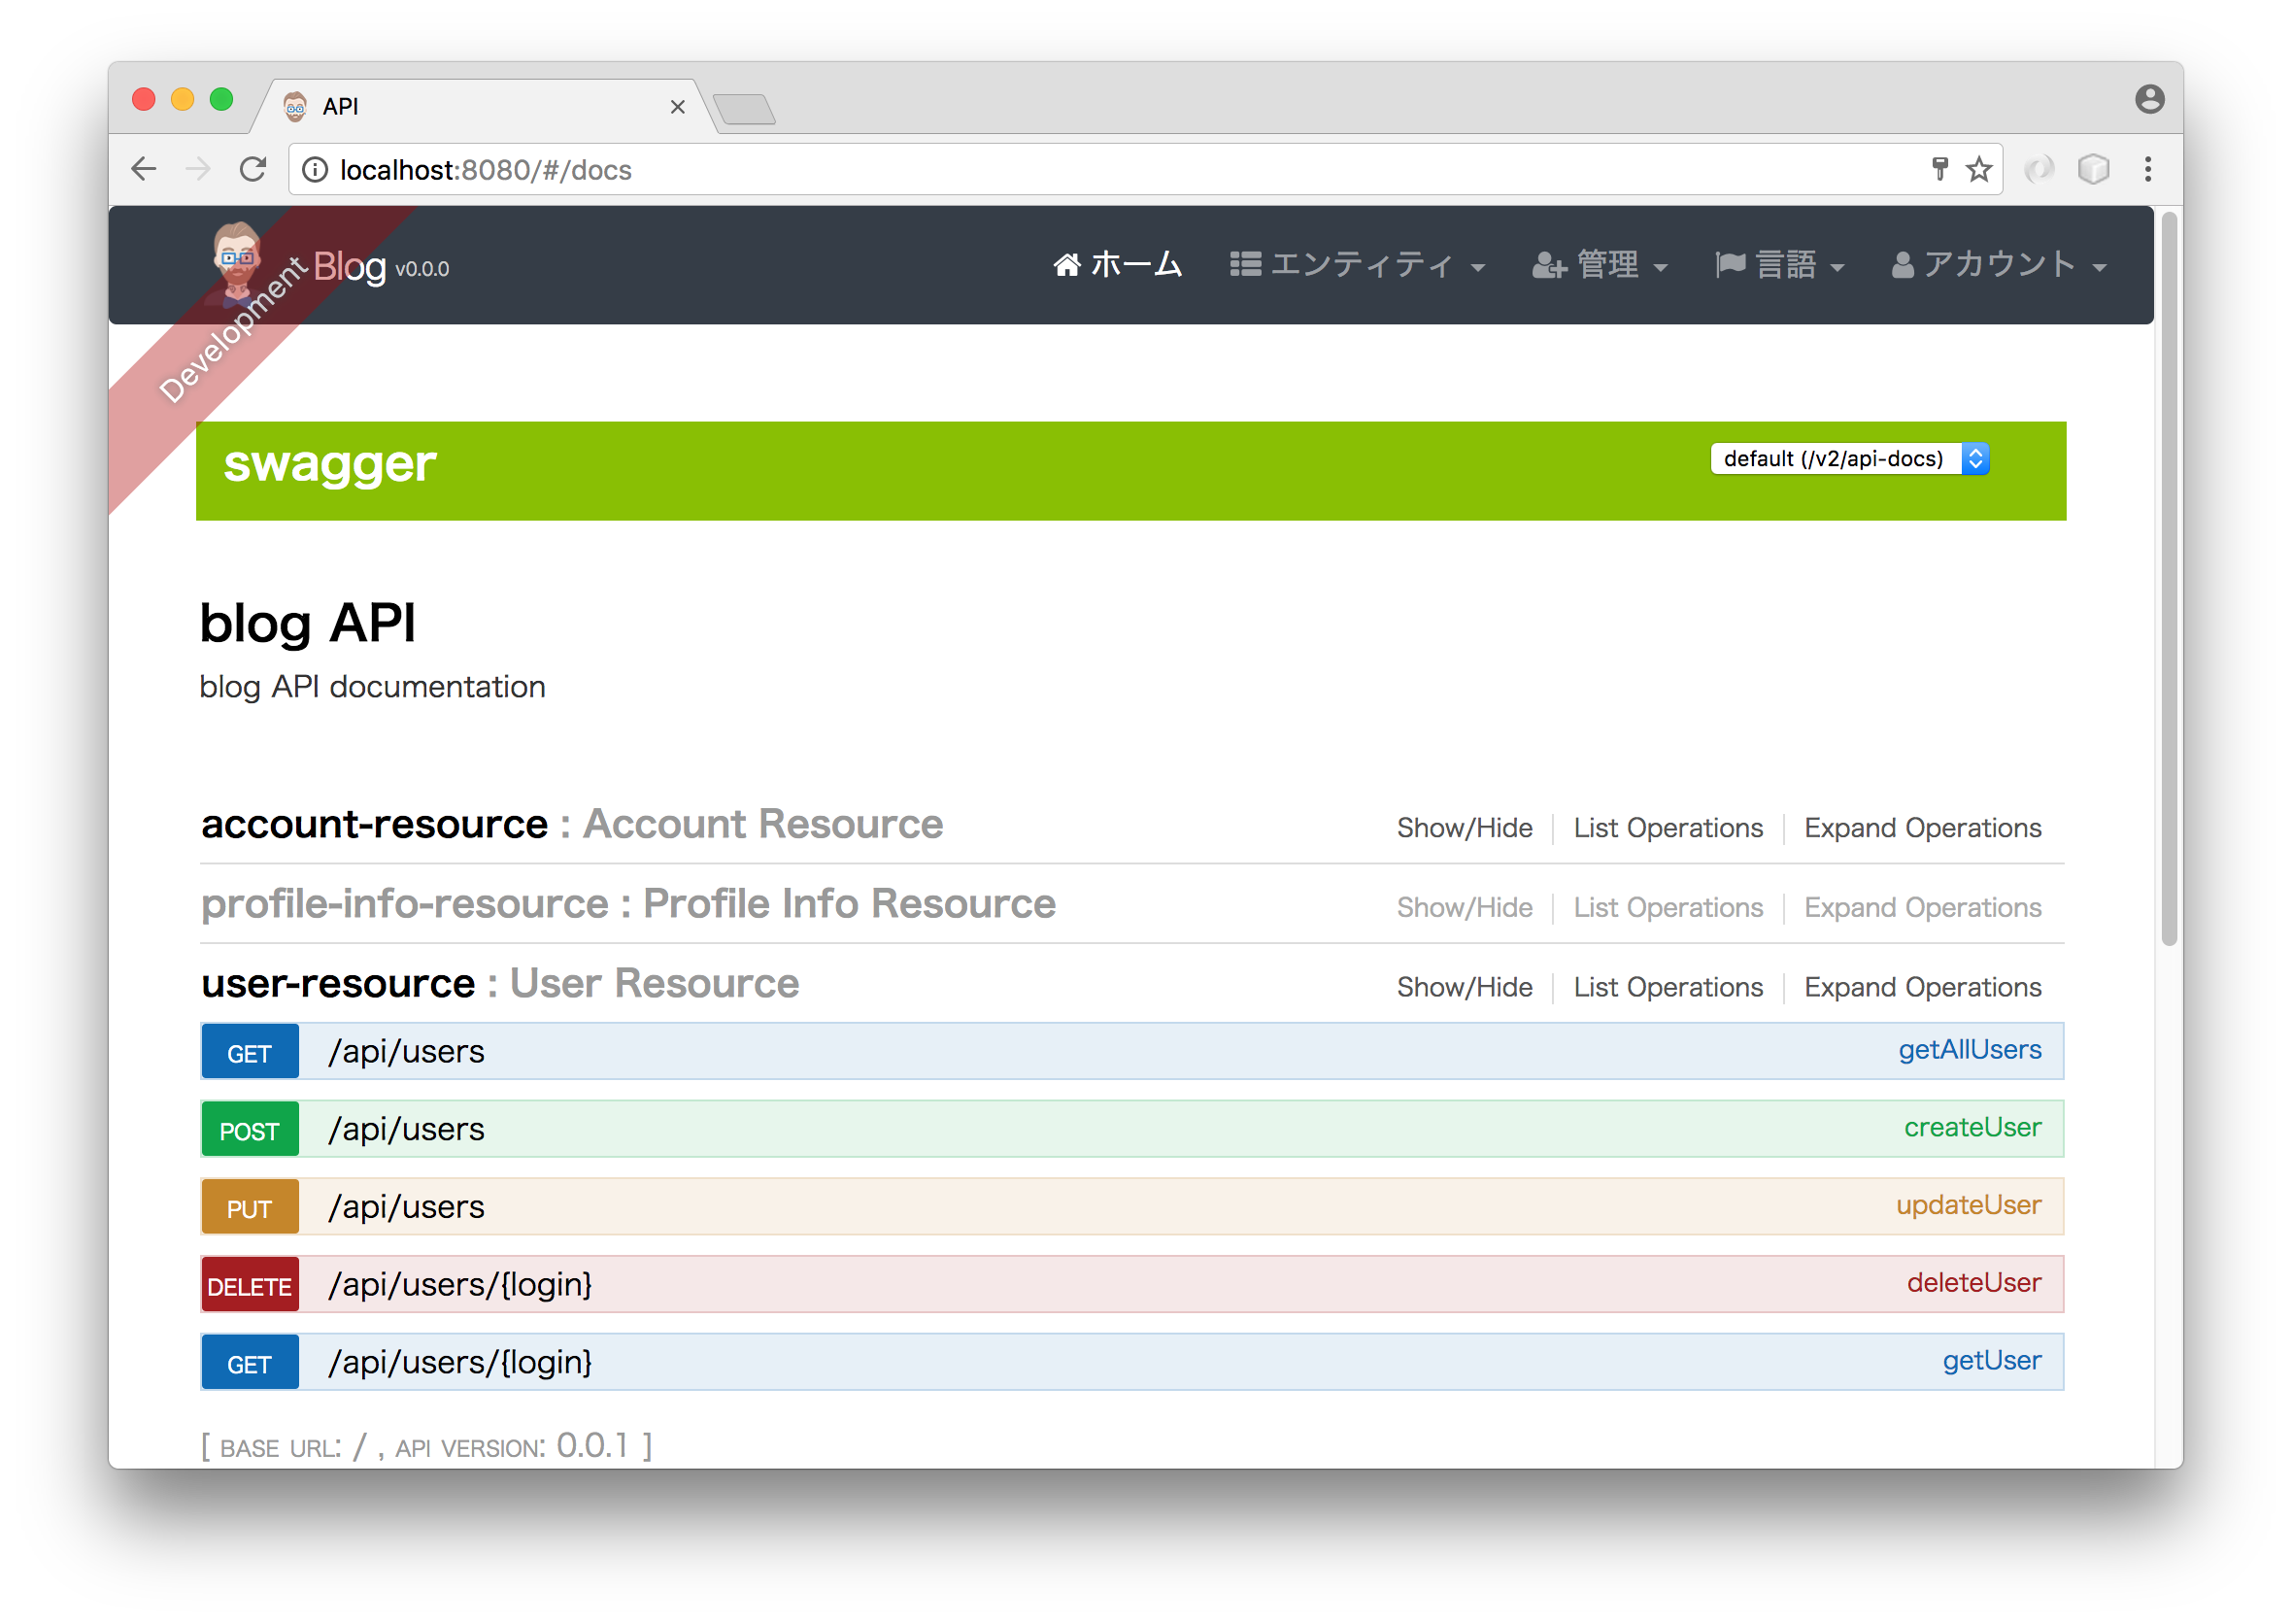 API
localhost:8080/#/docs
Blog v0.0.0
ホーム エンティティ 管理 言語 アカウント
Development
swagger default (/v2/api-docs)
blog API
blog API documentation
account-resource : Account Resource Show/Hide List Operations Expand Operations
profile-info-resource : Profile Info Resource Show/Hide List Operations Expand Operations
user-resource : User Resource Show/Hide List Operations Expand Operations
GET /api/users getAllUsers
POST /api/users createUser
PUT /api/users updateUser
DELETE /api/users/{login} deleteUser
GET /api/users/{login} getUser
[ BASE URL: / , API VERSION: 0.0.1 ]